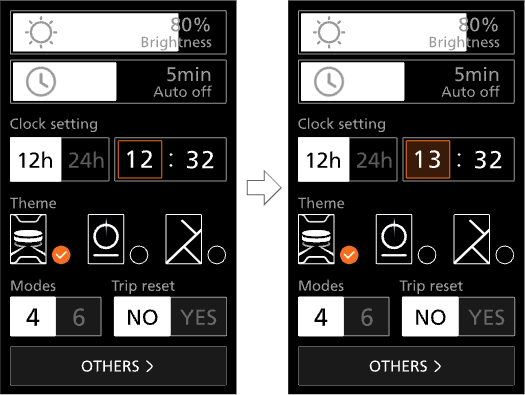 80%
Brightness
5min
Auto off
Clock setting
12h 24h 12 : 32
Theme
Modes Trip reset
4 6 NO YES
OTHERS >
80%
Brightness
5min
Auto off
Clock setting
12h 24h 13 : 32
Theme
Modes Trip reset
4 6 NO YES
OTHERS >